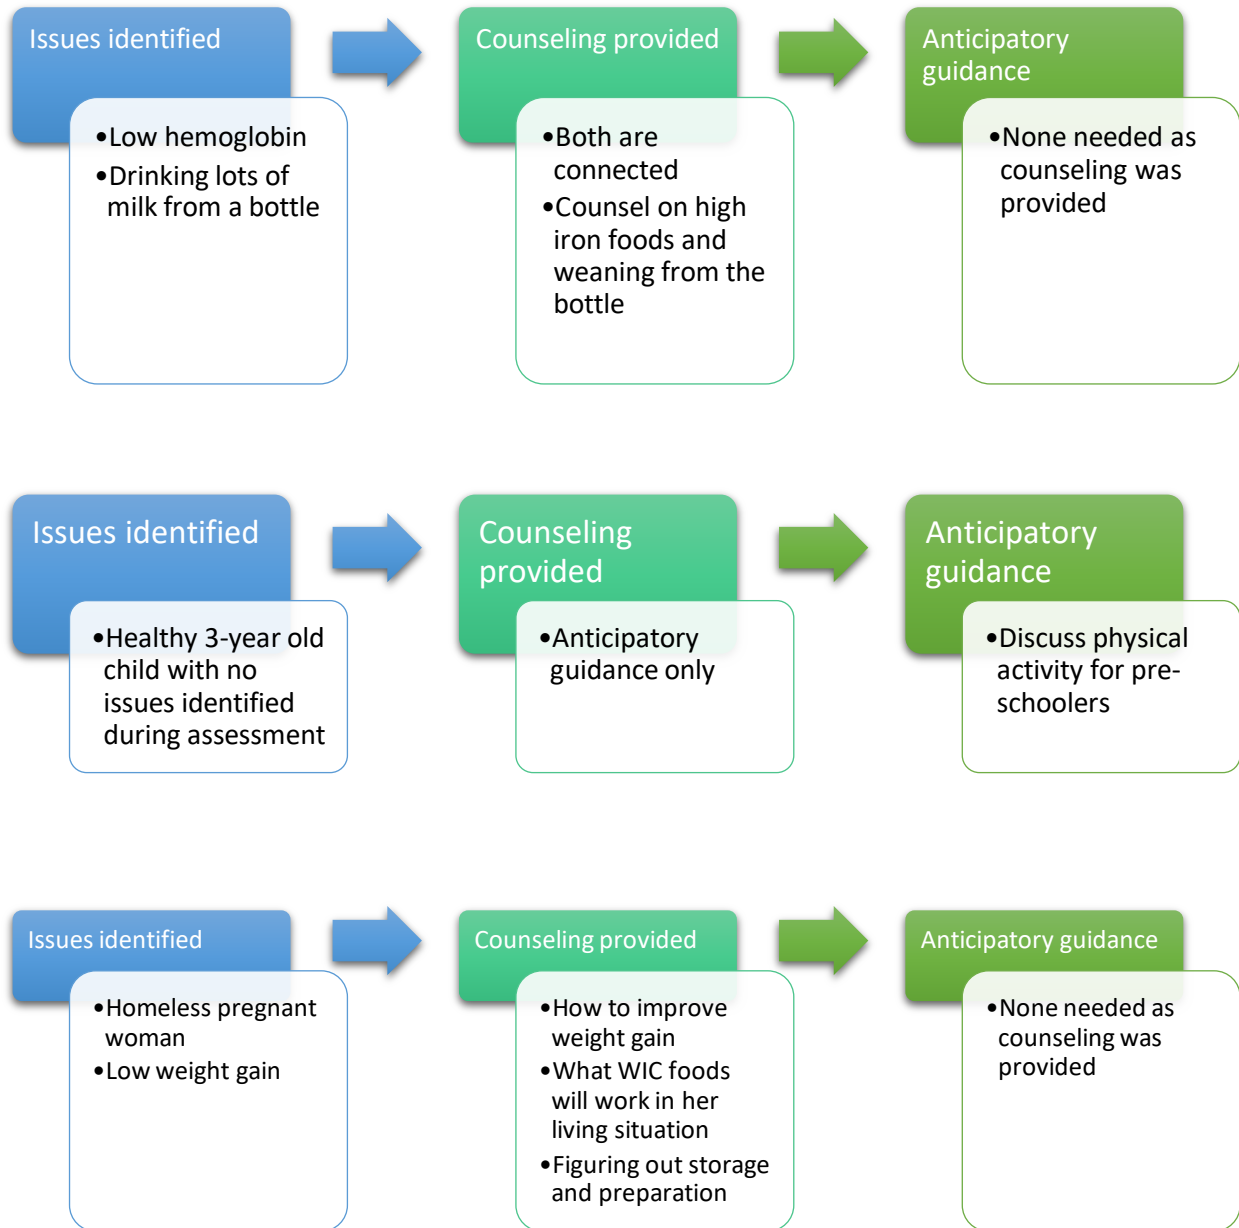 Issues identified
•Low hemoglobin
•Drinking lots of
milk from a bottle
Counseling provided
•Both are
connected
•Counsel on high
iron foods and
weaning from the
bottle
Anticipatory
guidance
•None needed as
counseling was
provided
Issues identified
•Healthy 3-year old
child with no
issues identified
during assessment
Counseling
provided
•Anticipatory
guidance only
Anticipatory
guidance
•Discuss physical
activity for pre-
schoolers
Issues identified
•Homeless pregnant
woman
•Low weight gain
Counseling provided
•How to improve
weight gain
•What WIC foods
will work in her
living situation
•Figuring out storage
and preparation
Anticipatory guidance
•None needed as
counseling was
provided